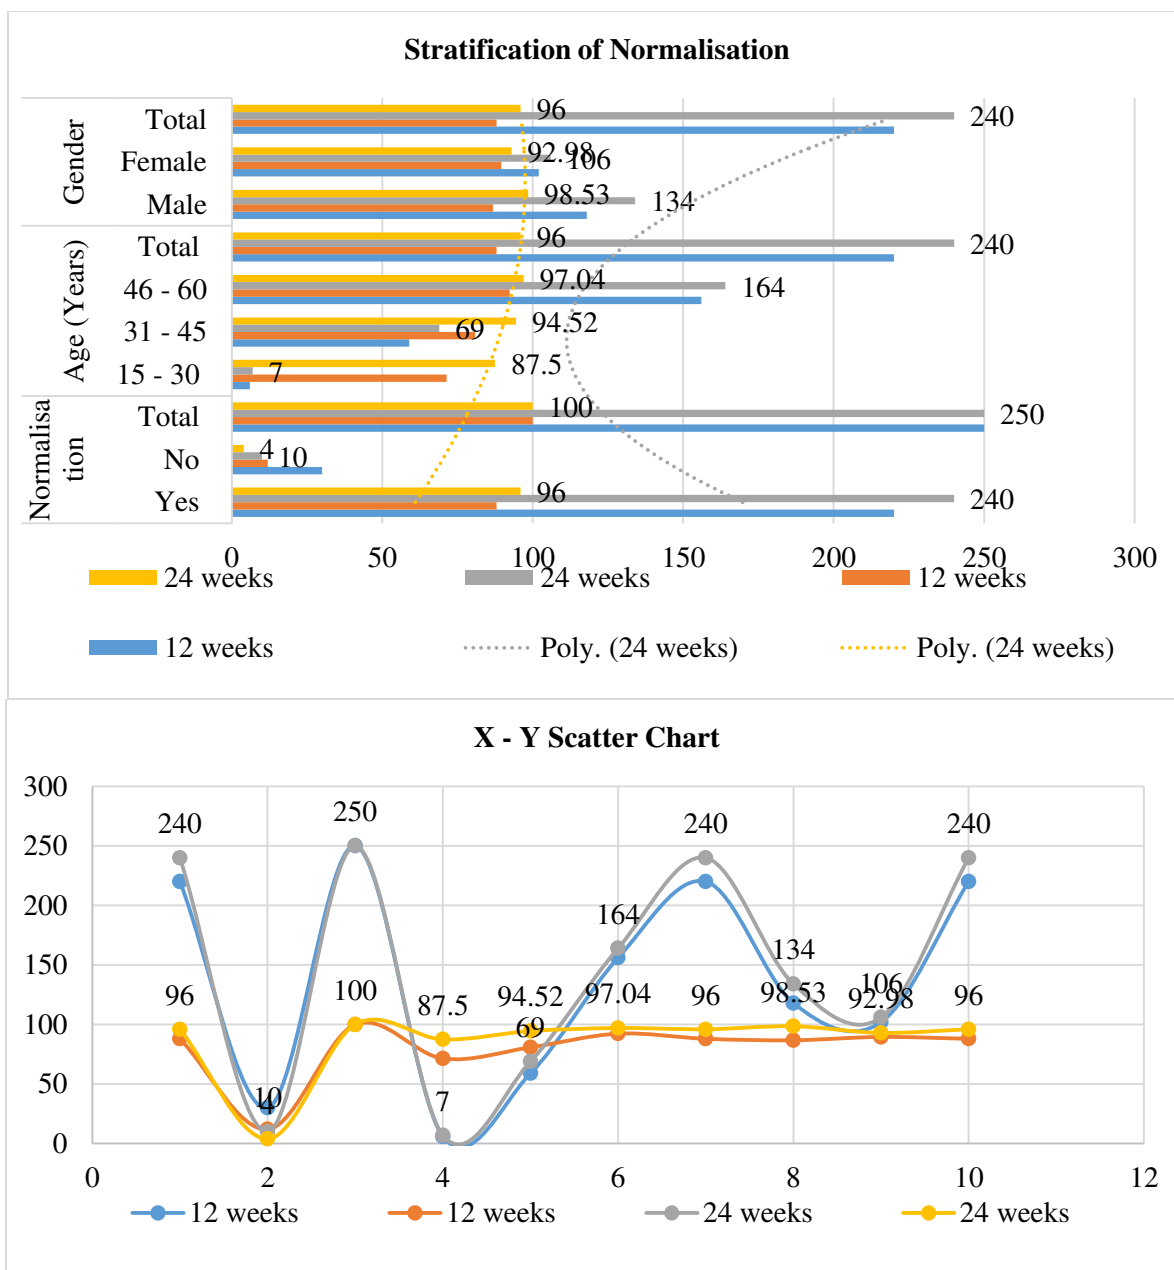 Stratification of Normalisation
Gender
Total 96 240
Female 92.98 106
Male 98.53 134
Age (Years)
Total 96 240
46 - 60 97.04 164
31 - 45 69 94.52
15 - 30 7 87.5
Normalisa
tion
Total 100 250
No 4 10
Yes 96 240
0 50 100 150 200 250 300
24 weeks 24 weeks 12 weeks
12 weeks Poly. (24 weeks) Poly. (24 weeks)
X - Y Scatter Chart
300
250
200
150
100
50
0
240 250 240 240
164
134
106
96 100 87.5 94.52 97.04 96 98.53 92.98 96
69
10
4
7
0 2 4 6 8 10 12
12 weeks 12 weeks 24 weeks 24 weeks